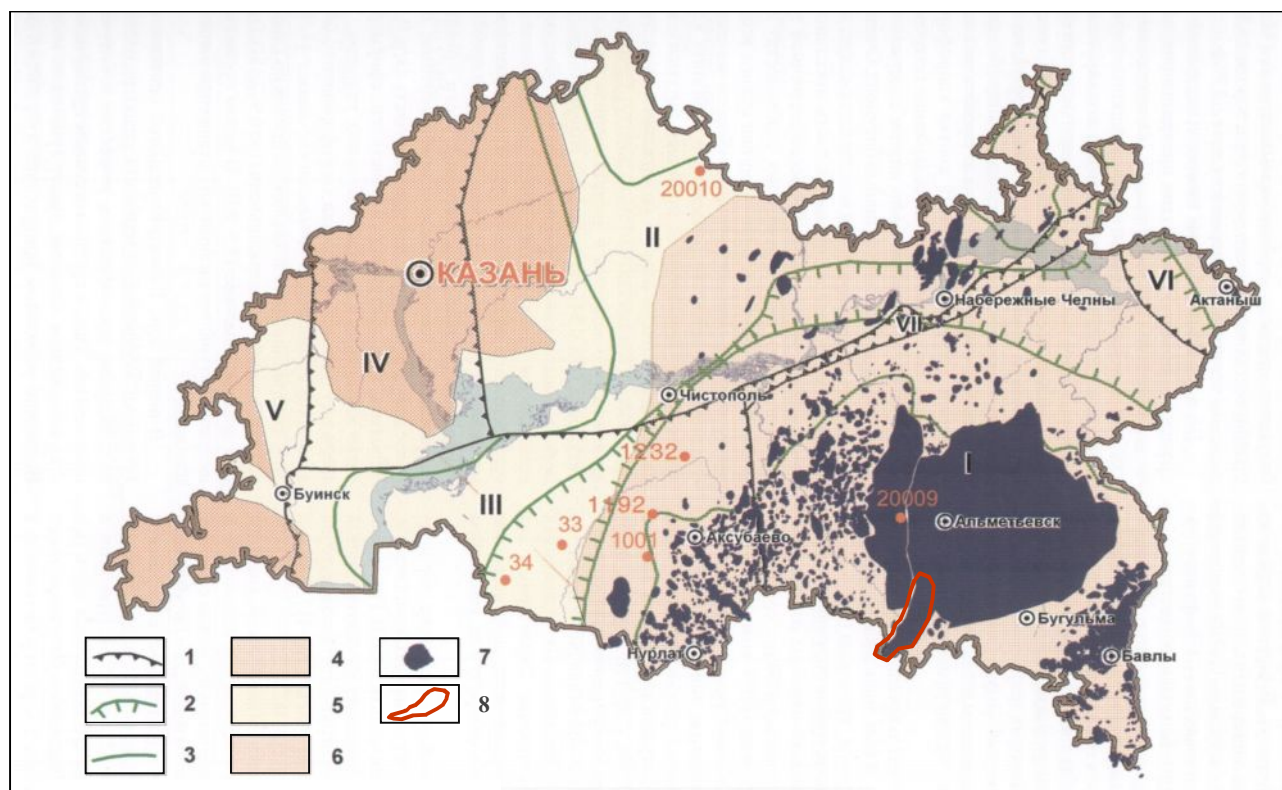 20010
II
КАЗАНЬ
VI
Актаныш
Набережные Челны
VII
IV
V
Чистополь
1232
I
Буинск
III
1192
20009
Альметьевск
33
Аксубаево
1001
34
Бугульма
Нурлат
Бавлы
1 4 7
2 5 8
3 6